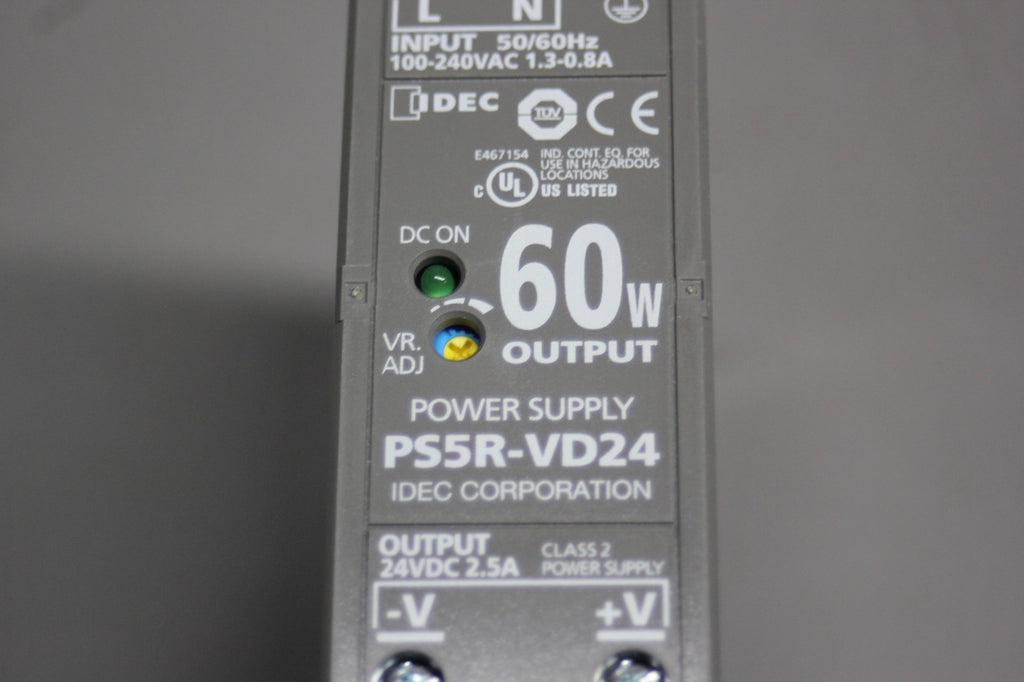 L N
INPUT 50/60Hz
100-240VAC 1.3-0.8A
IDEC TÜV CE
E467154 IND. CONT. EQ. FOR
USE IN HAZARDOUS
LOCATIONS
C UL US LISTED
DC ON
60W
VR.
ADJ
OUTPUT
POWER SUPPLY
PS5R-VD24
IDEC CORPORATION
OUTPUT CLASS 2
24VDC 2.5A POWER SUPPLY
-V +V